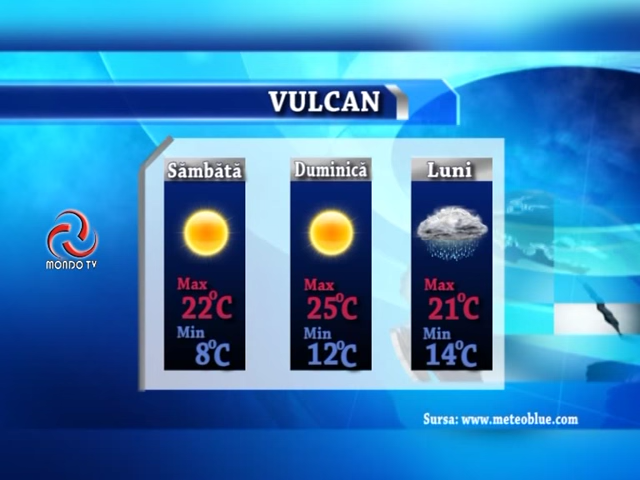 VULCAN
Sâmbătă
Duminică
Luni
Max
22°C
Min
8°C
Max
25°C
Min
12°C
Max
21°C
Min
14°C
MONDO TV
Sursa: www.meteoblue.com